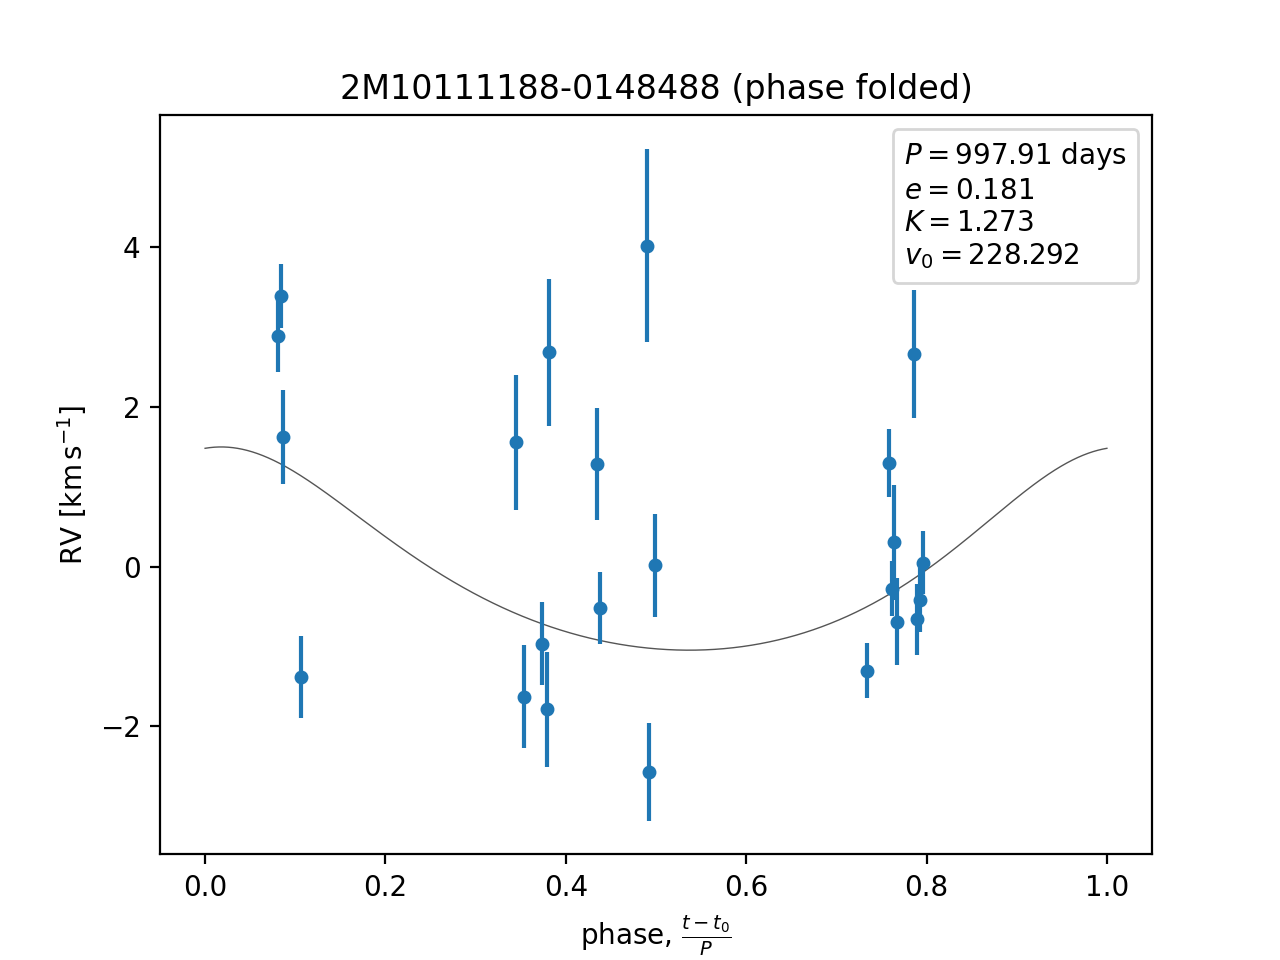 2M10111188-0148488 (phase folded)
P = 997.91 days
e = 0.181
K = 1.273
v₀ = 228.292
RV [km s⁻¹]
4
2
0
−2
0.0 0.2 0.4 0.6 0.8 1.0
phase, (t − t₀)/P